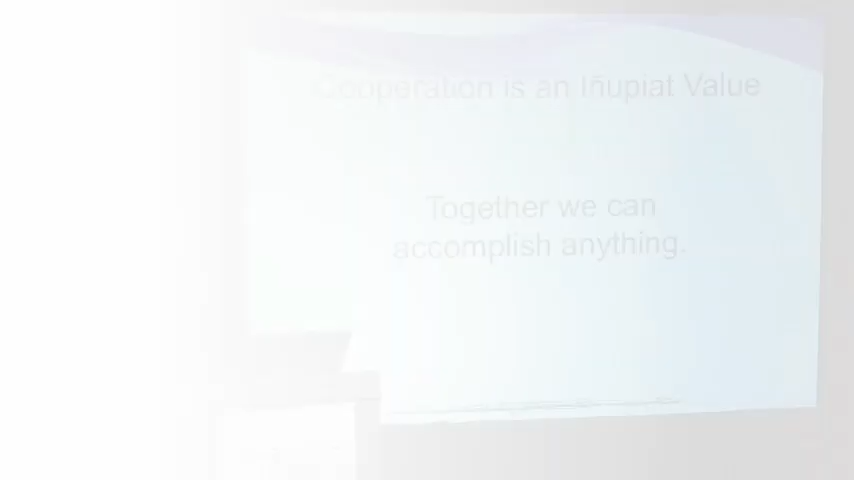 Cooperation is an Iñupiat Value
Together we can
accomplish anything.